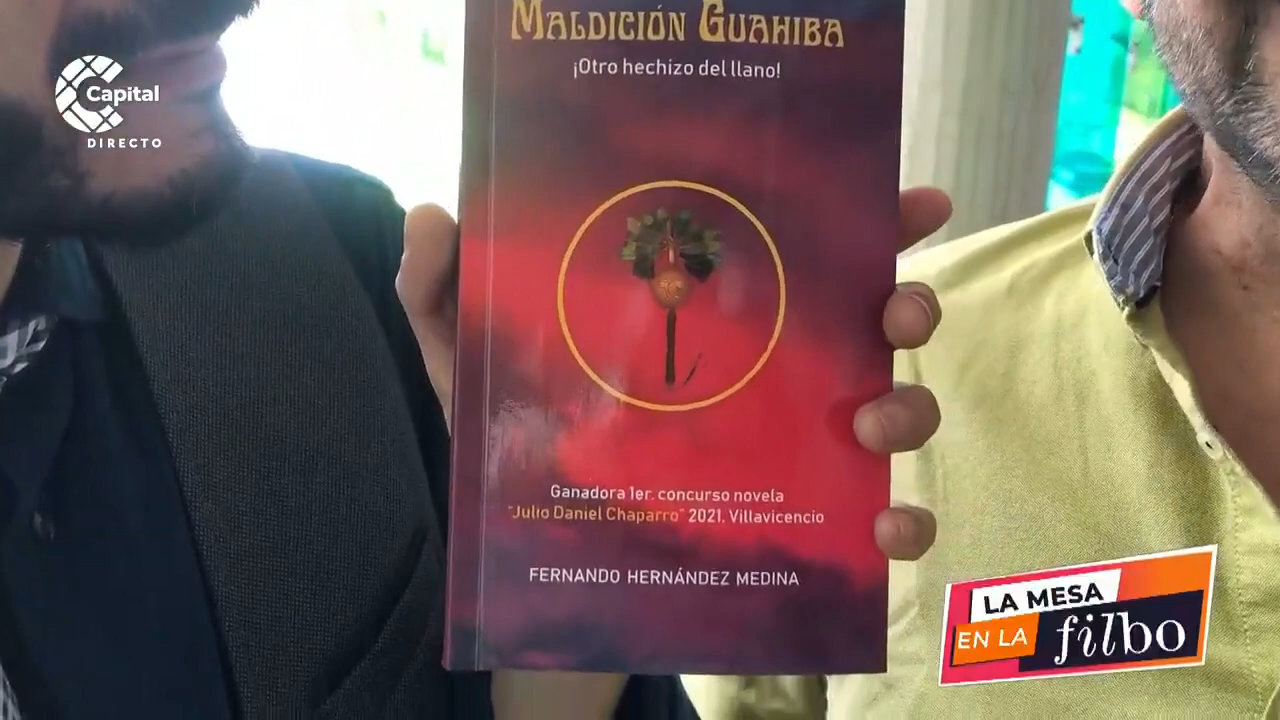 Capital
DIRECTO
MALDICIÓN GUAHIBA
¡Otro hechizo del llano!
Ganadora 1er. concurso novela
"Julio Daniel Chaparro" 2021. Villavicencio
FERNANDO HERNÁNDEZ MEDINA
LA MESA
EN LA filbo